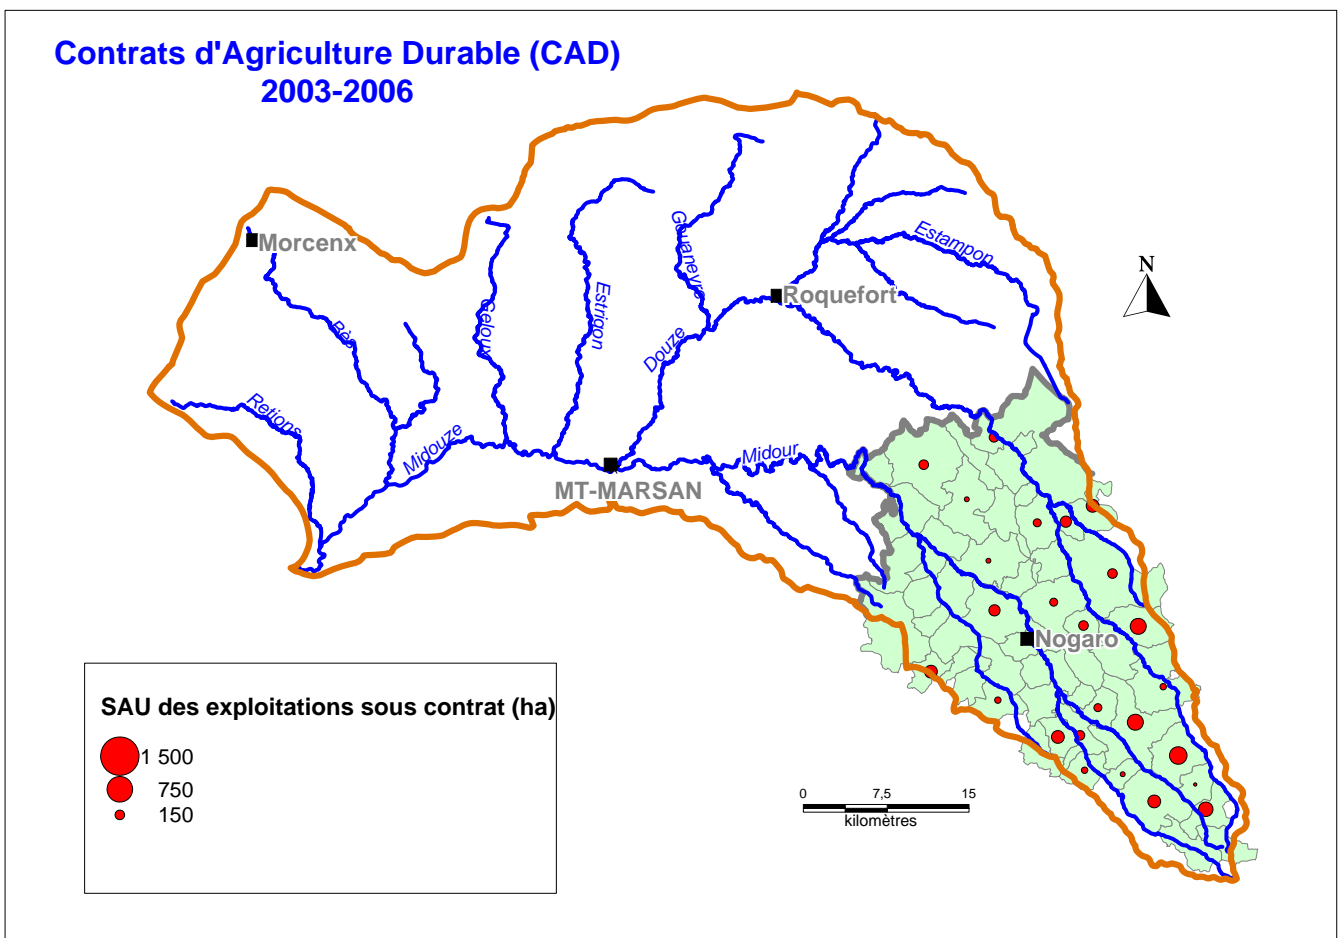 Contrats d'Agriculture Durable (CAD)
2003-2006
Morcenx
Gouaneyre
Estampon
N
Roquefort
Geloux
Estrigon
Bès
Douze
Retjons
Midouze
Midour
MT-MARSAN
Nogaro
SAU des exploitations sous contrat (ha)
1 500
750
150
0 7,5 15
kilomètres